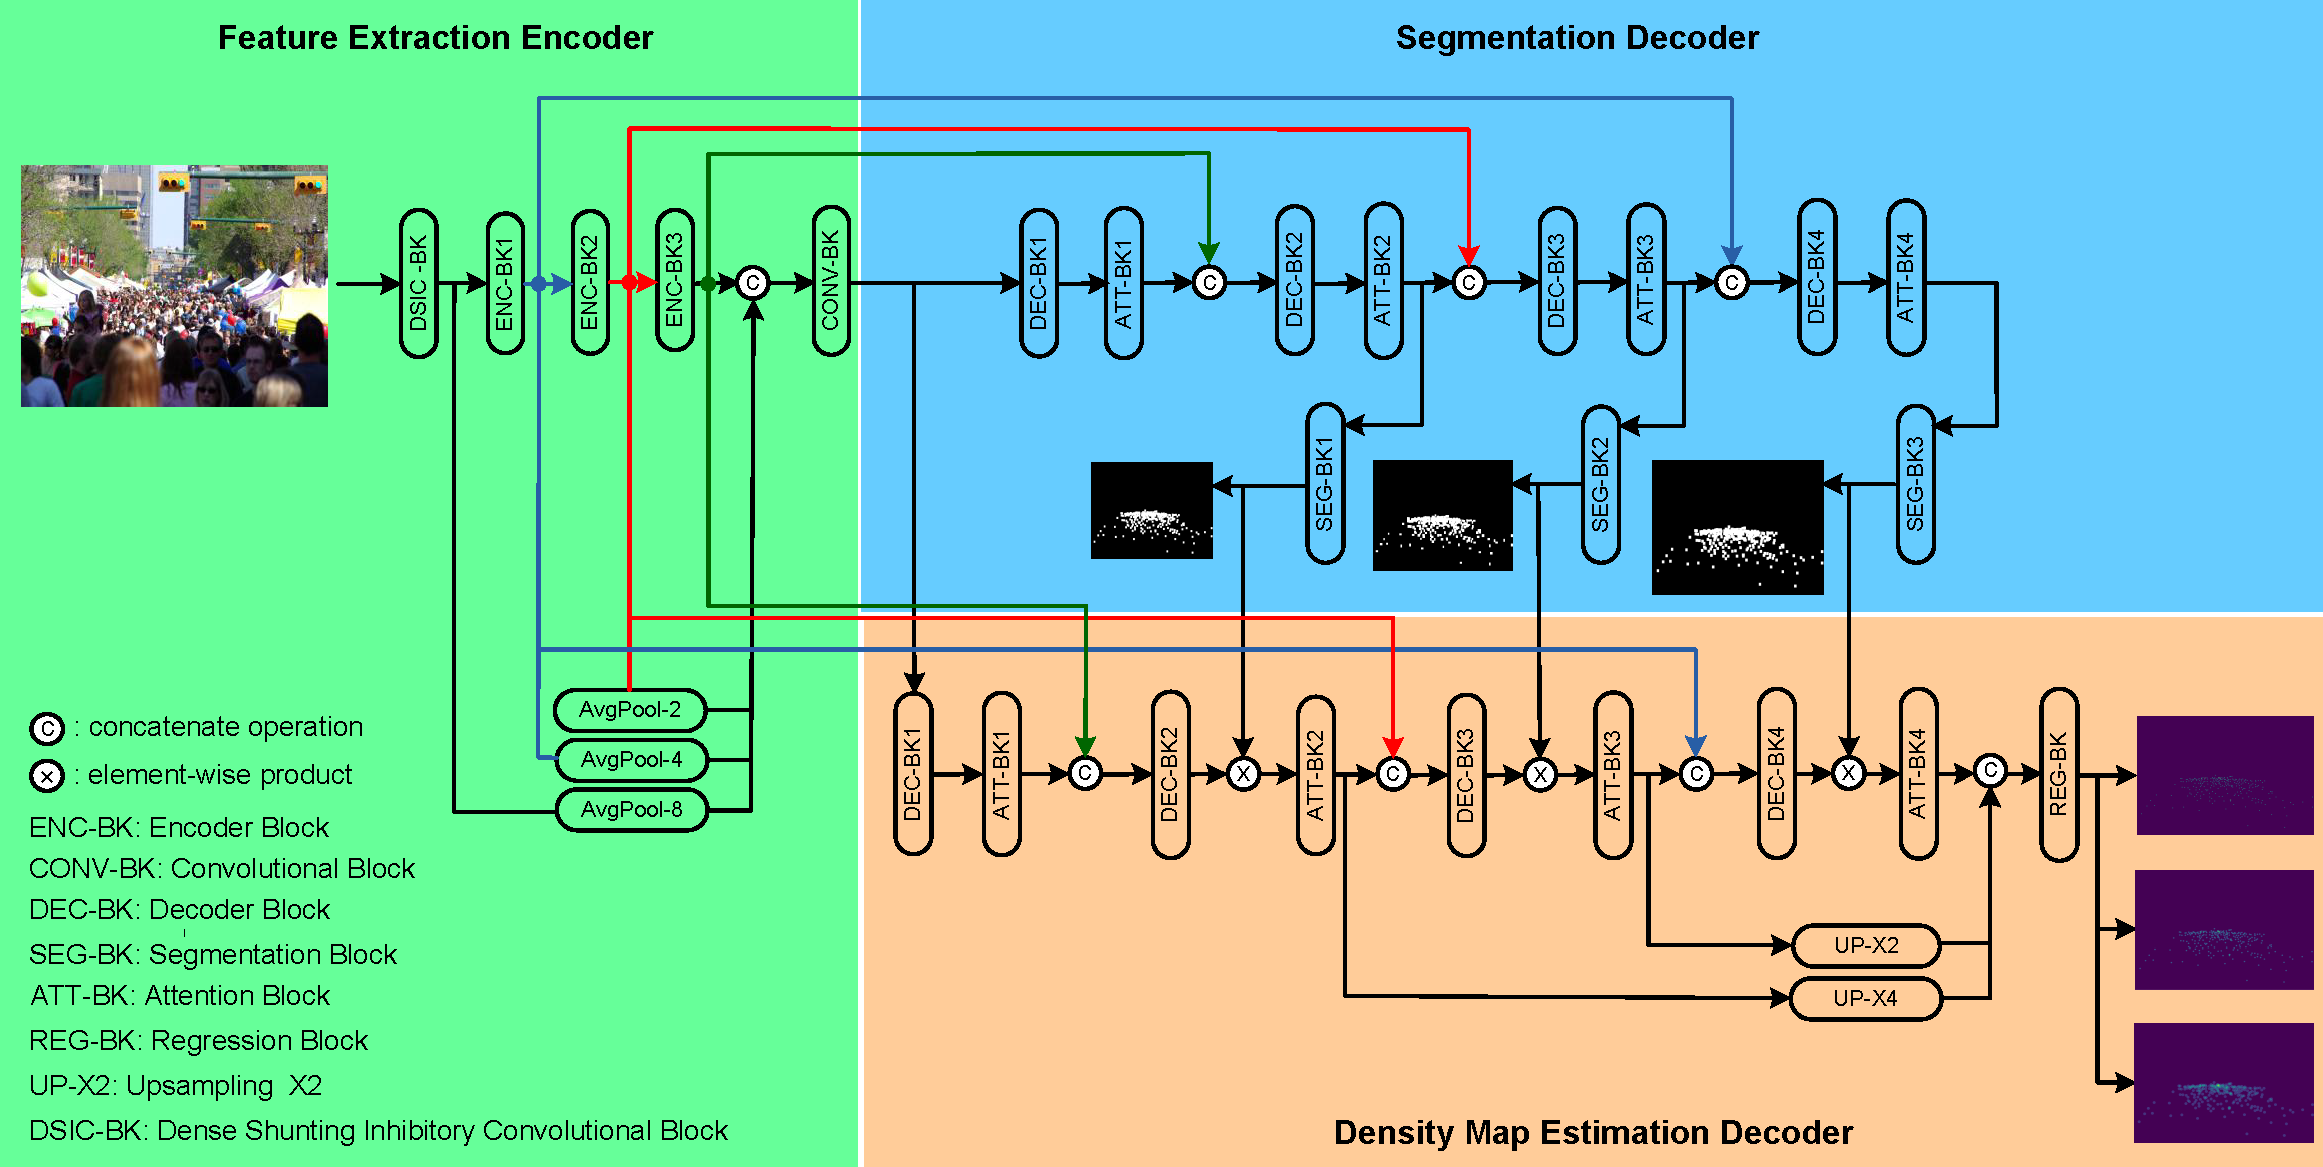 Feature Extraction Encoder
Segmentation Decoder
DSIC-BK
ENC-BK1
ENC-BK2
ENC-BK3
C
CONV-BK
DEC-BK1
ATT-BK1
C
DEC-BK2
ATT-BK2
C
DEC-BK3
ATT-BK3
C
DEC-BK4
ATT-BK4
SEG-BK1
SEG-BK2
SEG-BK3
AvgPool-2
AvgPool-4
AvgPool-8
DEC-BK1
ATT-BK1
C
DEC-BK2
X
ATT-BK2
C
DEC-BK3
X
ATT-BK3
C
DEC-BK4
X
ATT-BK4
C
REG-BK
UP-X2
UP-X4
C : concatenate operation
× : element-wise product
ENC-BK: Encoder Block
CONV-BK: Convolutional Block
DEC-BK: Decoder Block
SEG-BK: Segmentation Block
ATT-BK: Attention Block
REG-BK: Regression Block
UP-X2: Upsampling X2
DSIC-BK: Dense Shunting Inhibitory Convolutional Block
Density Map Estimation Decoder